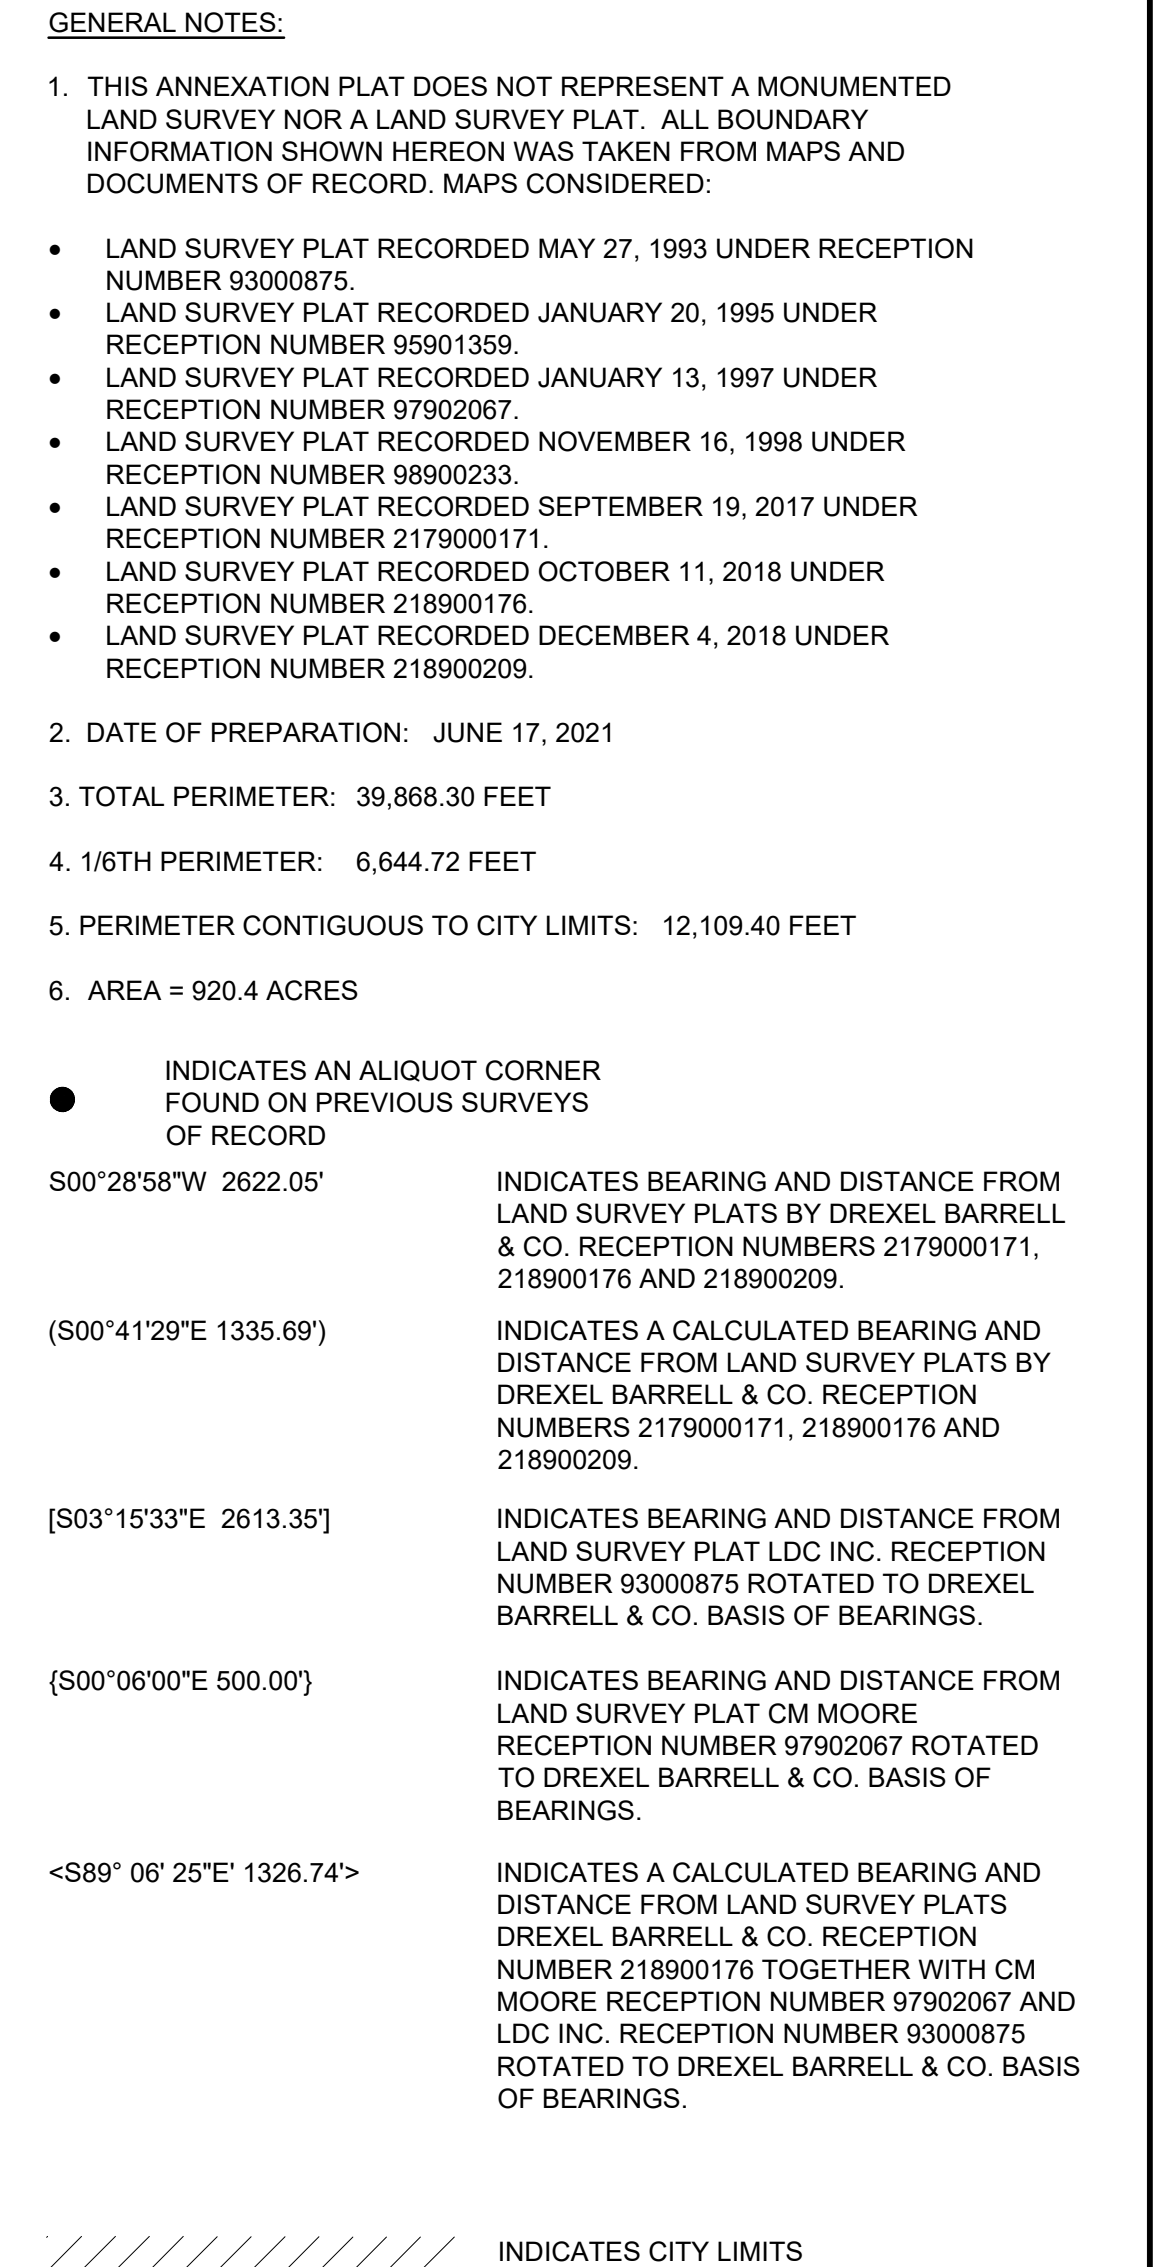 GENERAL NOTES:
1. THIS ANNEXATION PLAT DOES NOT REPRESENT A MONUMENTED
LAND SURVEY NOR A LAND SURVEY PLAT. ALL BOUNDARY
INFORMATION SHOWN HEREON WAS TAKEN FROM MAPS AND
DOCUMENTS OF RECORD. MAPS CONSIDERED:
• LAND SURVEY PLAT RECORDED MAY 27, 1993 UNDER RECEPTION
NUMBER 93000875.
• LAND SURVEY PLAT RECORDED JANUARY 20, 1995 UNDER
RECEPTION NUMBER 95901359.
• LAND SURVEY PLAT RECORDED JANUARY 13, 1997 UNDER
RECEPTION NUMBER 97902067.
• LAND SURVEY PLAT RECORDED NOVEMBER 16, 1998 UNDER
RECEPTION NUMBER 98900233.
• LAND SURVEY PLAT RECORDED SEPTEMBER 19, 2017 UNDER
RECEPTION NUMBER 2179000171.
• LAND SURVEY PLAT RECORDED OCTOBER 11, 2018 UNDER
RECEPTION NUMBER 218900176.
• LAND SURVEY PLAT RECORDED DECEMBER 4, 2018 UNDER
RECEPTION NUMBER 218900209.
2. DATE OF PREPARATION: JUNE 17, 2021
3. TOTAL PERIMETER: 39,868.30 FEET
4. 1/6TH PERIMETER: 6,644.72 FEET
5. PERIMETER CONTIGUOUS TO CITY LIMITS: 12,109.40 FEET
6. AREA = 920.4 ACRES
INDICATES AN ALIQUOT CORNER
FOUND ON PREVIOUS SURVEYS
OF RECORD
S00°28'58"W 2622.05' INDICATES BEARING AND DISTANCE FROM
LAND SURVEY PLATS BY DREXEL BARRELL
& CO. RECEPTION NUMBERS 2179000171,
218900176 AND 218900209.
(S00°41'29"E 1335.69') INDICATES A CALCULATED BEARING AND
DISTANCE FROM LAND SURVEY PLATS BY
DREXEL BARRELL & CO. RECEPTION
NUMBERS 2179000171, 218900176 AND
218900209.
[S03°15'33"E 2613.35'] INDICATES BEARING AND DISTANCE FROM
LAND SURVEY PLAT LDC INC. RECEPTION
NUMBER 93000875 ROTATED TO DREXEL
BARRELL & CO. BASIS OF BEARINGS.
{S00°06'00"E 500.00'} INDICATES BEARING AND DISTANCE FROM
LAND SURVEY PLAT CM MOORE
RECEPTION NUMBER 97902067 ROTATED
TO DREXEL BARRELL & CO. BASIS OF
BEARINGS.
<S89° 06' 25"E' 1326.74'> INDICATES A CALCULATED BEARING AND
DISTANCE FROM LAND SURVEY PLATS
DREXEL BARRELL & CO. RECEPTION
NUMBER 218900176 TOGETHER WITH CM
MOORE RECEPTION NUMBER 97902067 AND
LDC INC. RECEPTION NUMBER 93000875
ROTATED TO DREXEL BARRELL & CO. BASIS
OF BEARINGS.
INDICATES CITY LIMITS